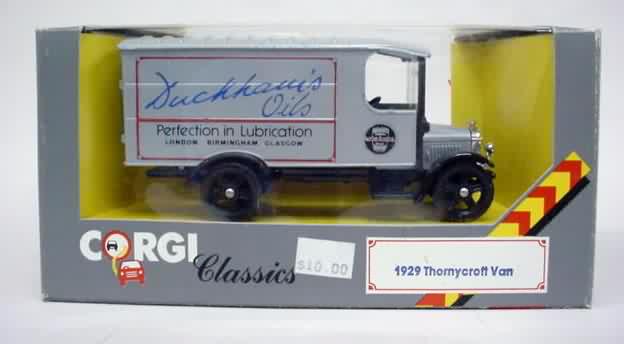 Duckham's
Oils
Perfection in Lubrication
LONDON BIRMINGHAM GLASGOW
CORGI
Classics
$10.00
1929 Thornycroft Van